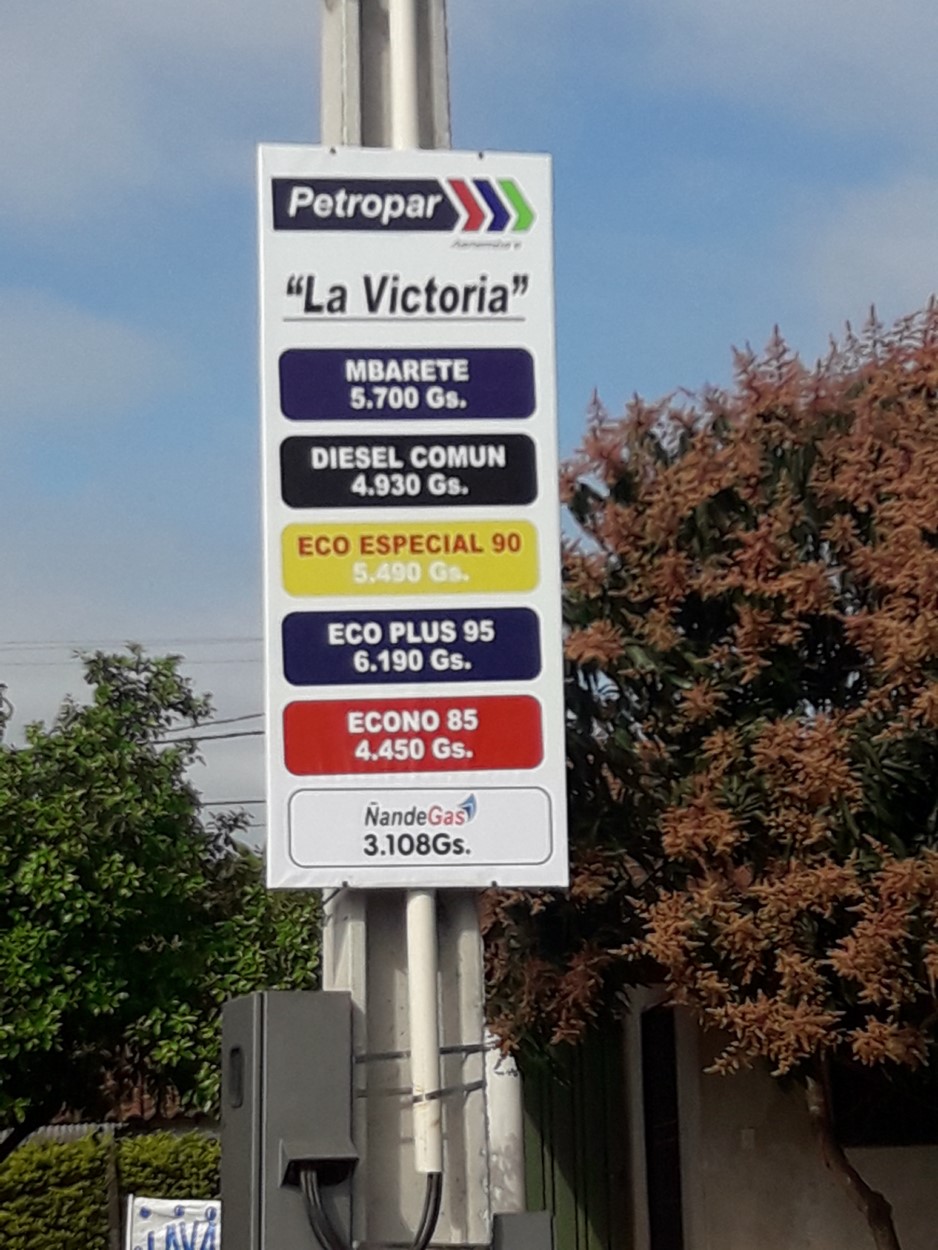 Petropar
"La Victoria"
MBARETE
5.700 Gs.
DIESEL COMUN
4.930 Gs.
ECO ESPECIAL 90
5.490 Gs.
ECO PLUS 95
6.190 Gs.
ECONO 85
4.450 Gs.
ÑandeGas
3.108Gs.